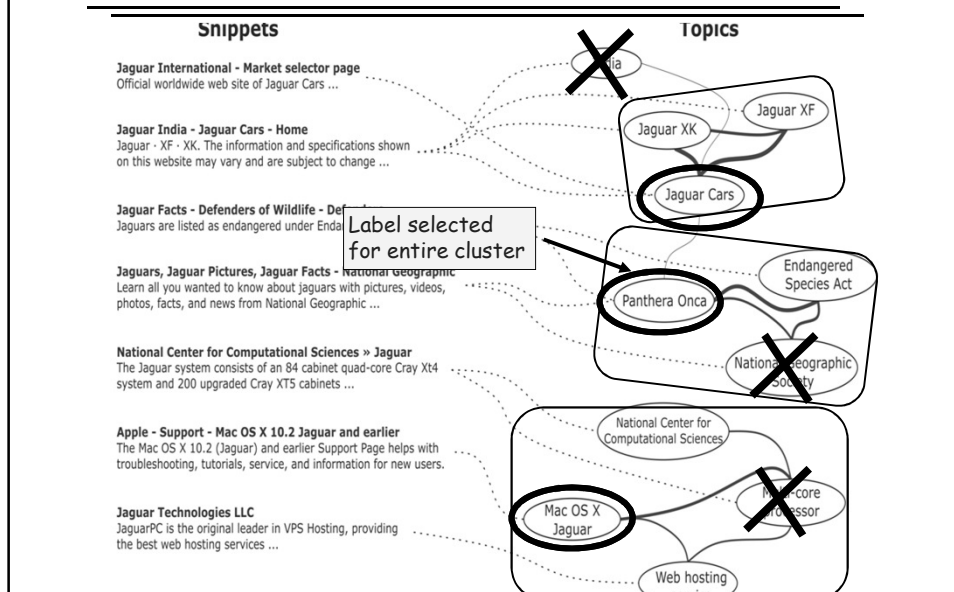 Snippets
Topics
Jaguar International - Market selector page
Official worldwide web site of Jaguar Cars ...
Jaguar India - Jaguar Cars - Home
Jaguar · XF · XK. The information and specifications shown
on this website may vary and are subject to change ...
Jaguar Facts - Defenders of Wildlife -
Jaguars are listed as endangered under
Jaguars, Jaguar Pictures, Jaguar Facts - National Geographic
Learn all you wanted to know about jaguars with pictures, videos,
photos, facts, and news from National Geographic ...
National Center for Computational Sciences » Jaguar
The Jaguar system consists of an 84 cabinet quad-core Cray Xt4
system and 200 upgraded Cray XT5 cabinets ...
Apple - Support - Mac OS X 10.2 Jaguar and earlier
The Mac OS X 10.2 (Jaguar) and earlier Support Page helps with
troubleshooting, tutorials, service, and information for new users.
Jaguar Technologies LLC
JaguarPC is the original leader in VPS Hosting, providing
the best web hosting services ...
Label selected
for entire cluster
Jaguar XF
Jaguar XK
Jaguar Cars
Endangered
Species Act
Panthera Onca
National Geographic
Society
National Center for
Computational Sciences
Mac OS X
Jaguar
Multi-core
processor
Web hosting